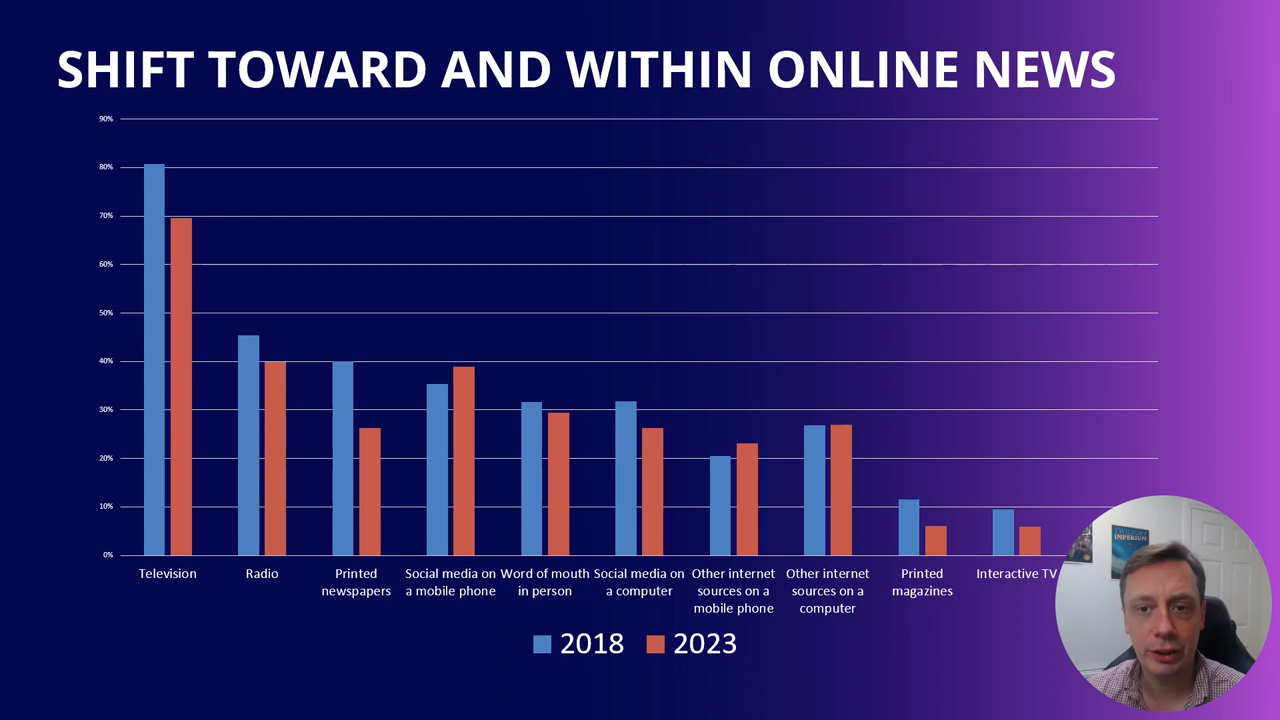 SHIFT TOWARD AND WITHIN ONLINE NEWS
90%
80%
70%
60%
50%
40%
30%
20%
10%
0%
Television
Radio
Printed
newspapers
Social media on
a mobile phone
Word of mouth
in person
Social media on
a computer
Other internet
sources on a
mobile phone
Other internet
sources on a
computer
Printed
magazines
Interactive TV
2018
2023
TWILIGHT
IMPERIUM